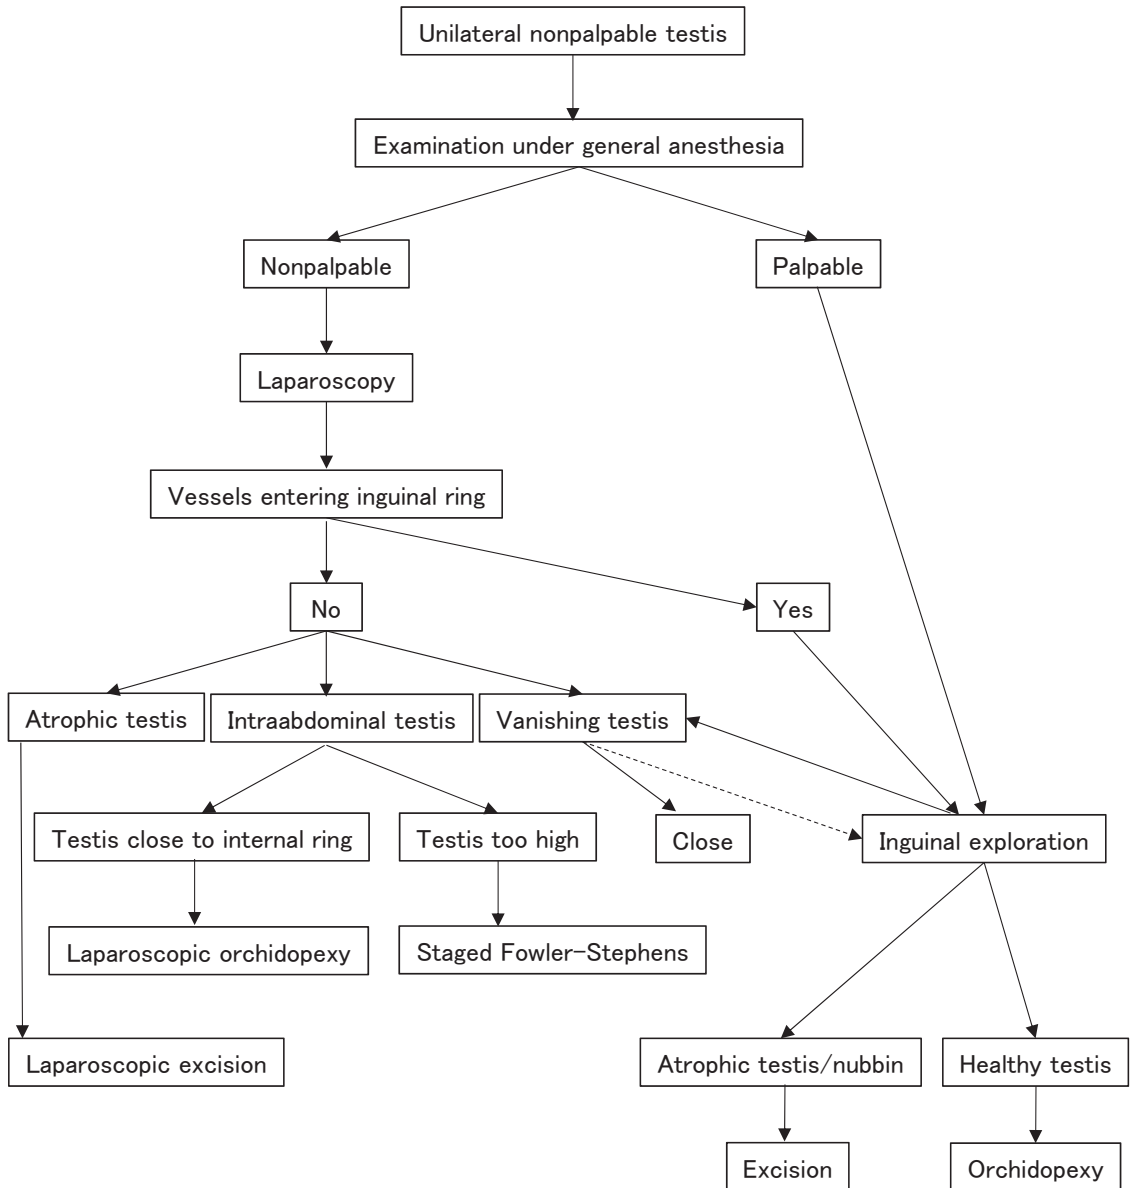 Unilateral nonpalpable testis
Examination under general anesthesia
Nonpalpable
Palpable
Laparoscopy
Vessels entering inguinal ring
No
Yes
Atrophic testis
Intraabdominal testis
Vanishing testis
Testis close to internal ring
Testis too high
Close
Inguinal exploration
Laparoscopic orchidopexy
Staged Fowler-Stephens
Laparoscopic excision
Atrophic testis/nubbin
Healthy testis
Excision
Orchidopexy